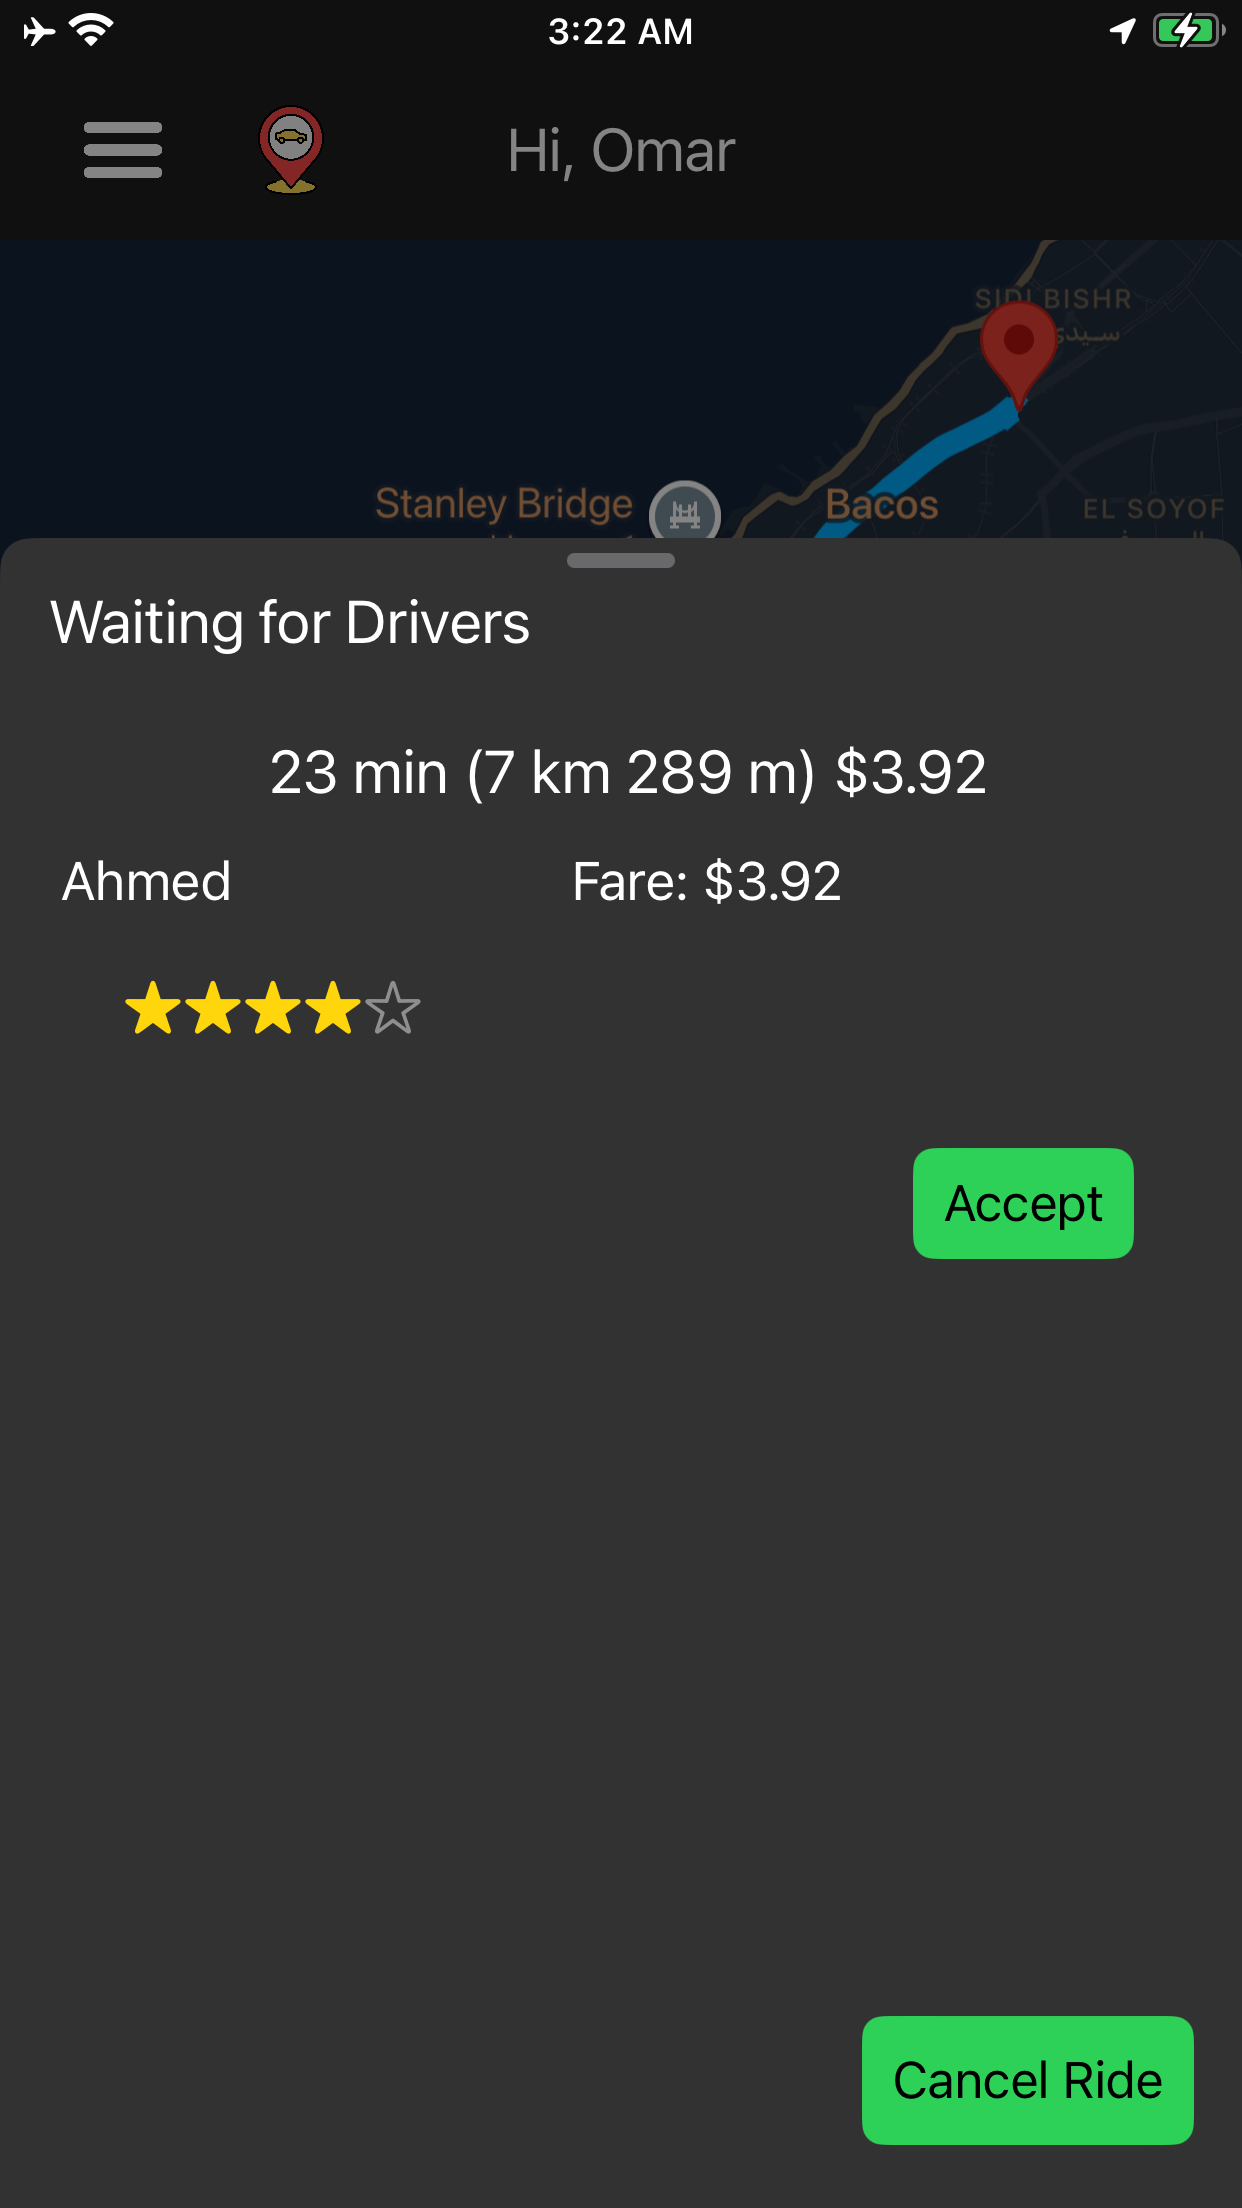 3:22 AM
Hi, Omar
SIDI BISHR
سيدي
Stanley Bridge
Bacos
EL SOYOF
Waiting for Drivers
23 min (7 km 289 m) $3.92
Ahmed
Fare: $3.92
Accept
Cancel Ride